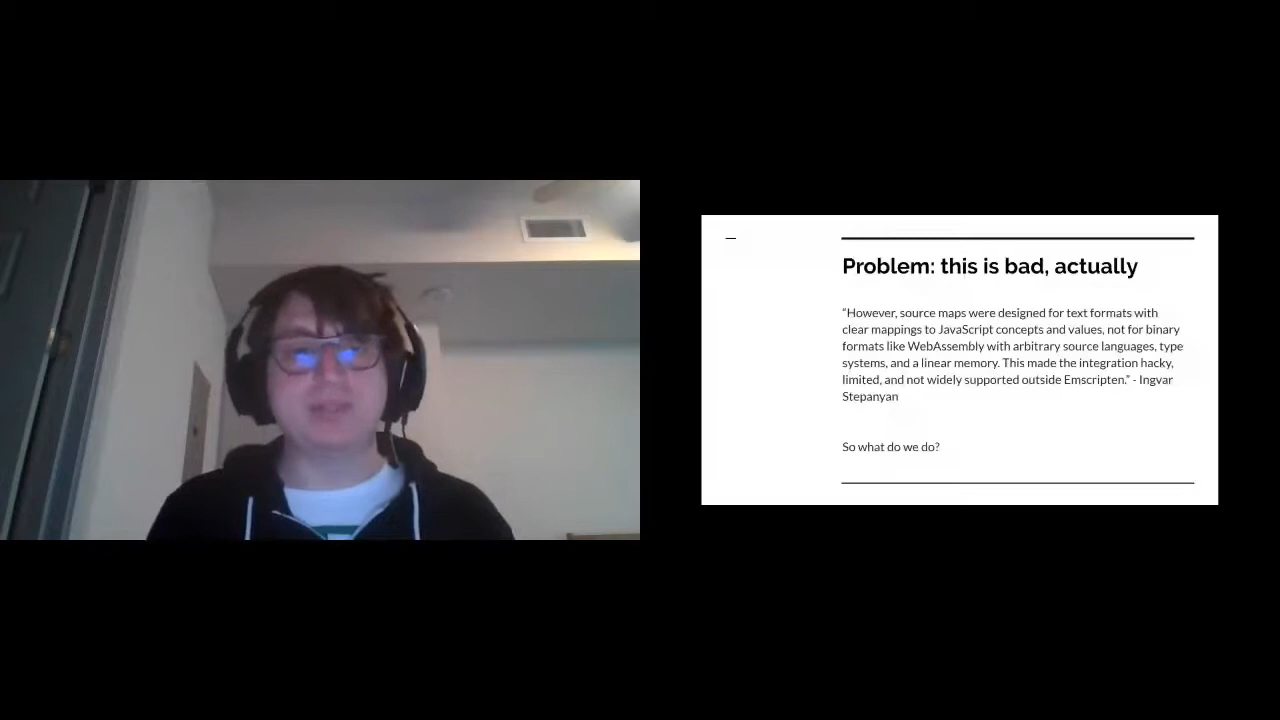 Problem: this is bad, actually
“However, source maps were designed for text formats with
clear mappings to JavaScript concepts and values, not for binary
formats like WebAssembly with arbitrary source languages, type
systems, and a linear memory. This made the integration hacky,
limited, and not widely supported outside Emscripten.” - Ingvar
Stepanyan
So what do we do?